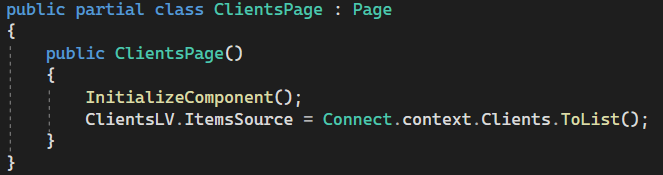 public partial class ClientsPage : Page
{
    public ClientsPage()
    {
        InitializeComponent();
        ClientsLV.ItemsSource = Connect.context.Clients.ToList();
    }
}